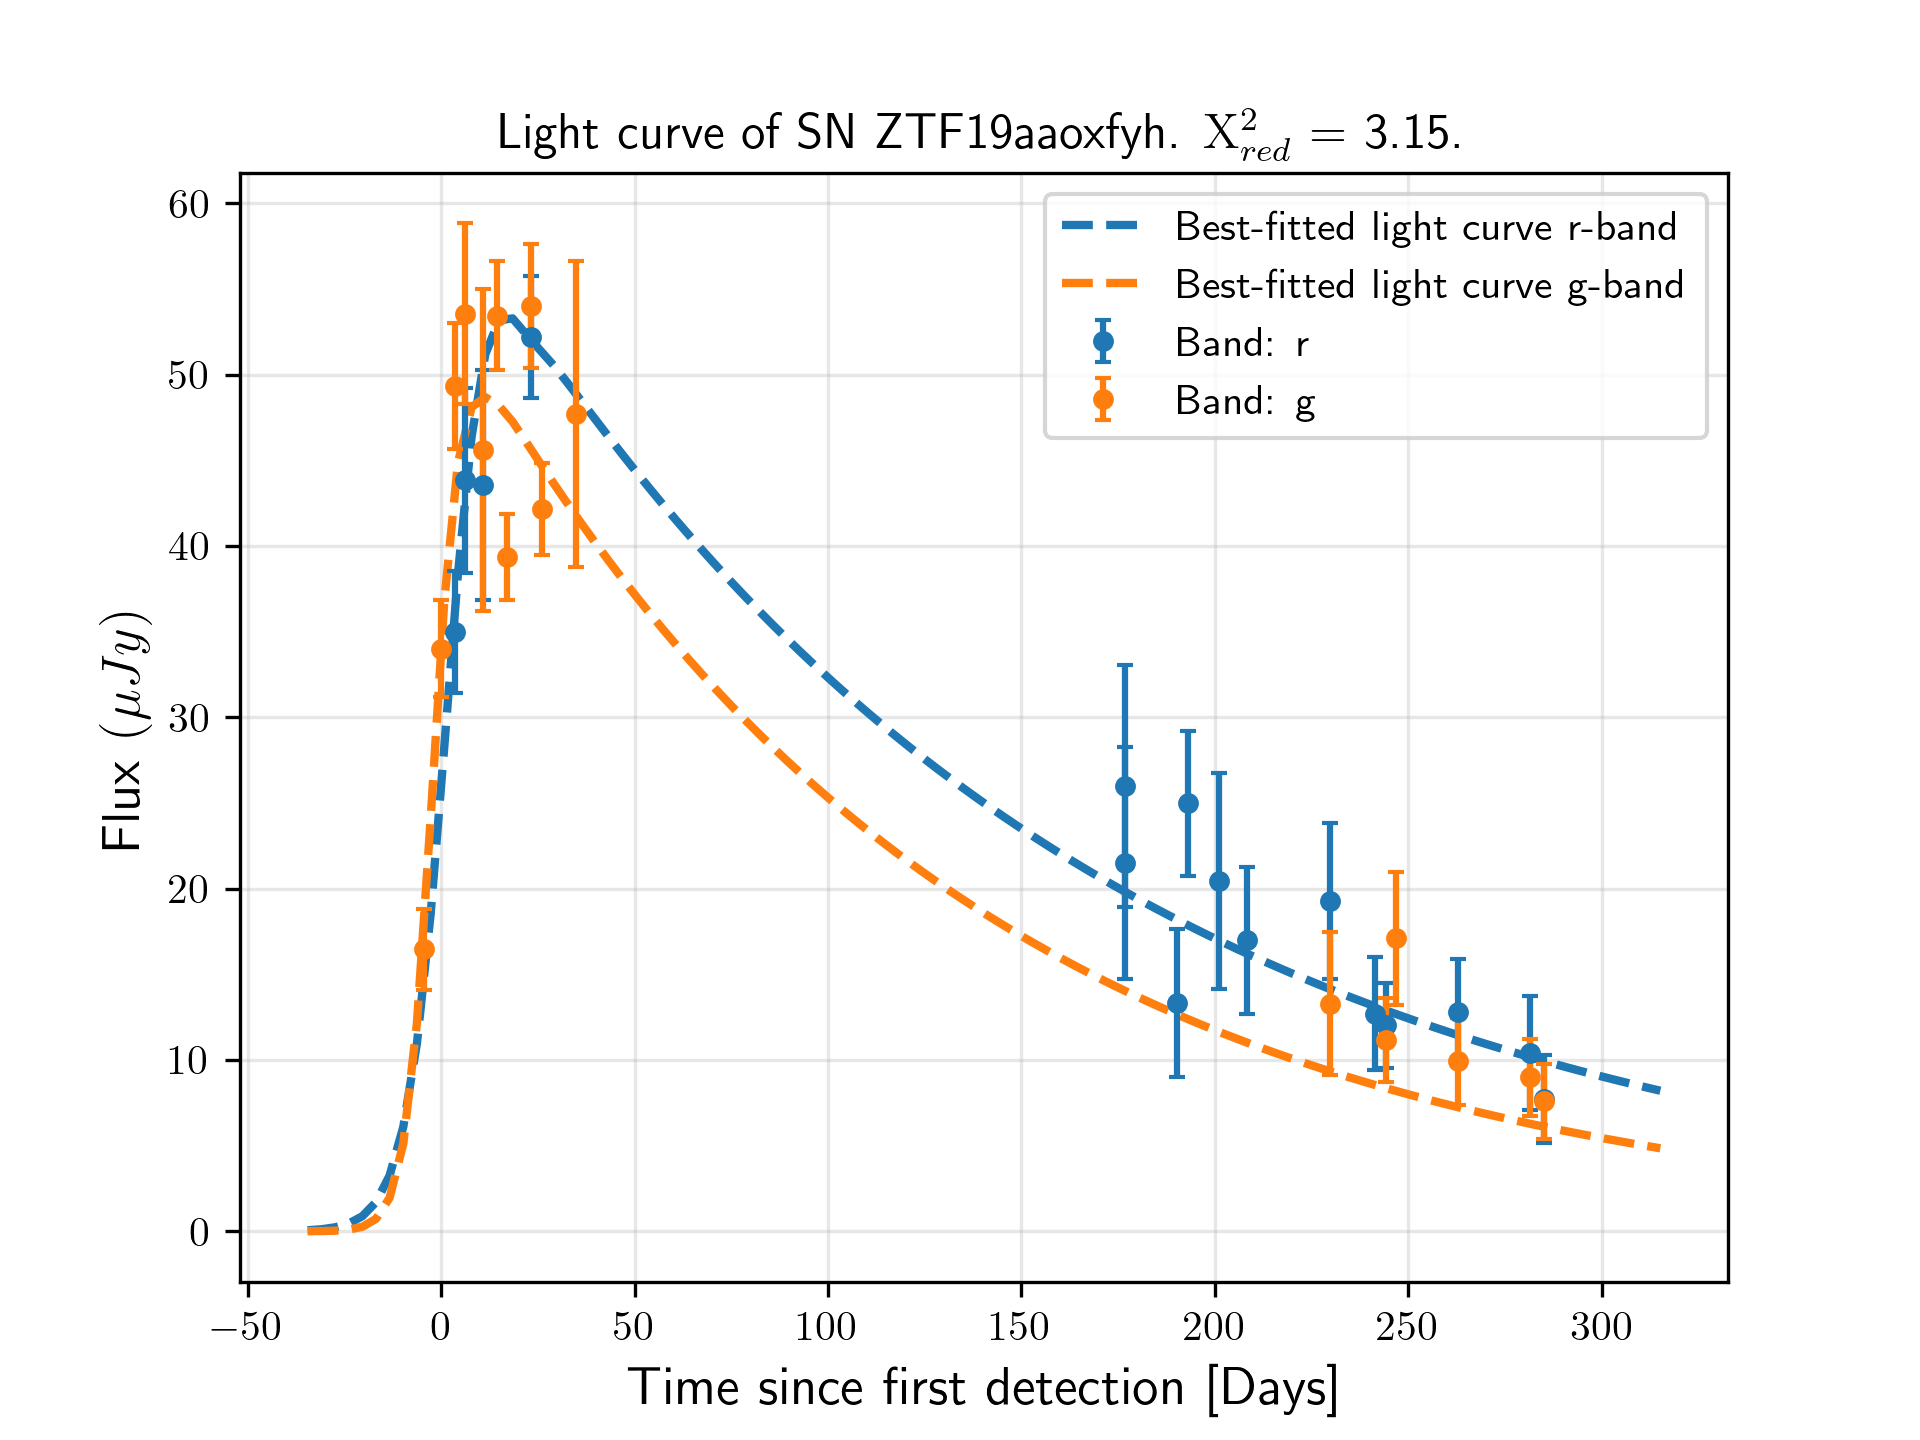 Light curve of SN ZTF19aaoxfyh. X²_red = 3.15.
60
50
40
30
20
10
0
Flux (μJy)
Best-fitted light curve r-band
Best-fitted light curve g-band
Band: r
Band: g
−50 0 50 100 150 200 250 300
Time since first detection [Days]